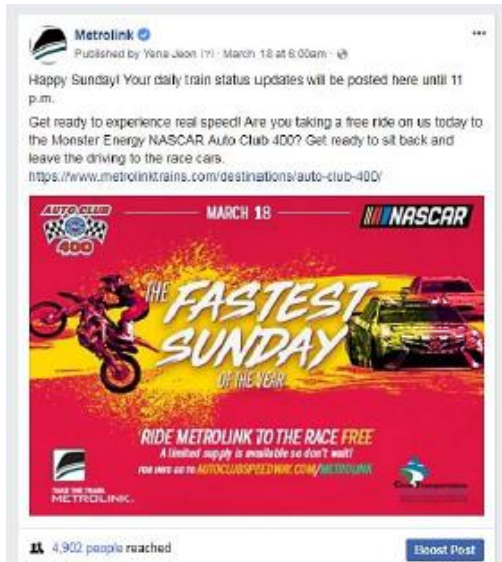 Metrolink
Published by Yena Jeon [?] · March 18 at 6:00am ·
Happy Sunday! Your daily train status updates will be posted here until 11
p.m.
Get ready to experience real speed! Are you taking a free ride on us today to
the Monster Energy NASCAR Auto Club 400? Get ready to sit back and
leave the driving to the race cars.
https://www.metrolinktrains.com/destinations/auto-club-400/
AUTO CLUB
400
MARCH 18
NASCAR
THE
FASTEST
SUNDAY
OF THE YEAR
RIDE METROLINK TO THE RACE FREE
A limited supply is available so don't wait!
FOR INFO GO TO AUTOCLUBSPEEDWAY.COM/METROLINK
TAKE THE TRAIN.
METROLINK.
4,902 people reached
Boost Post